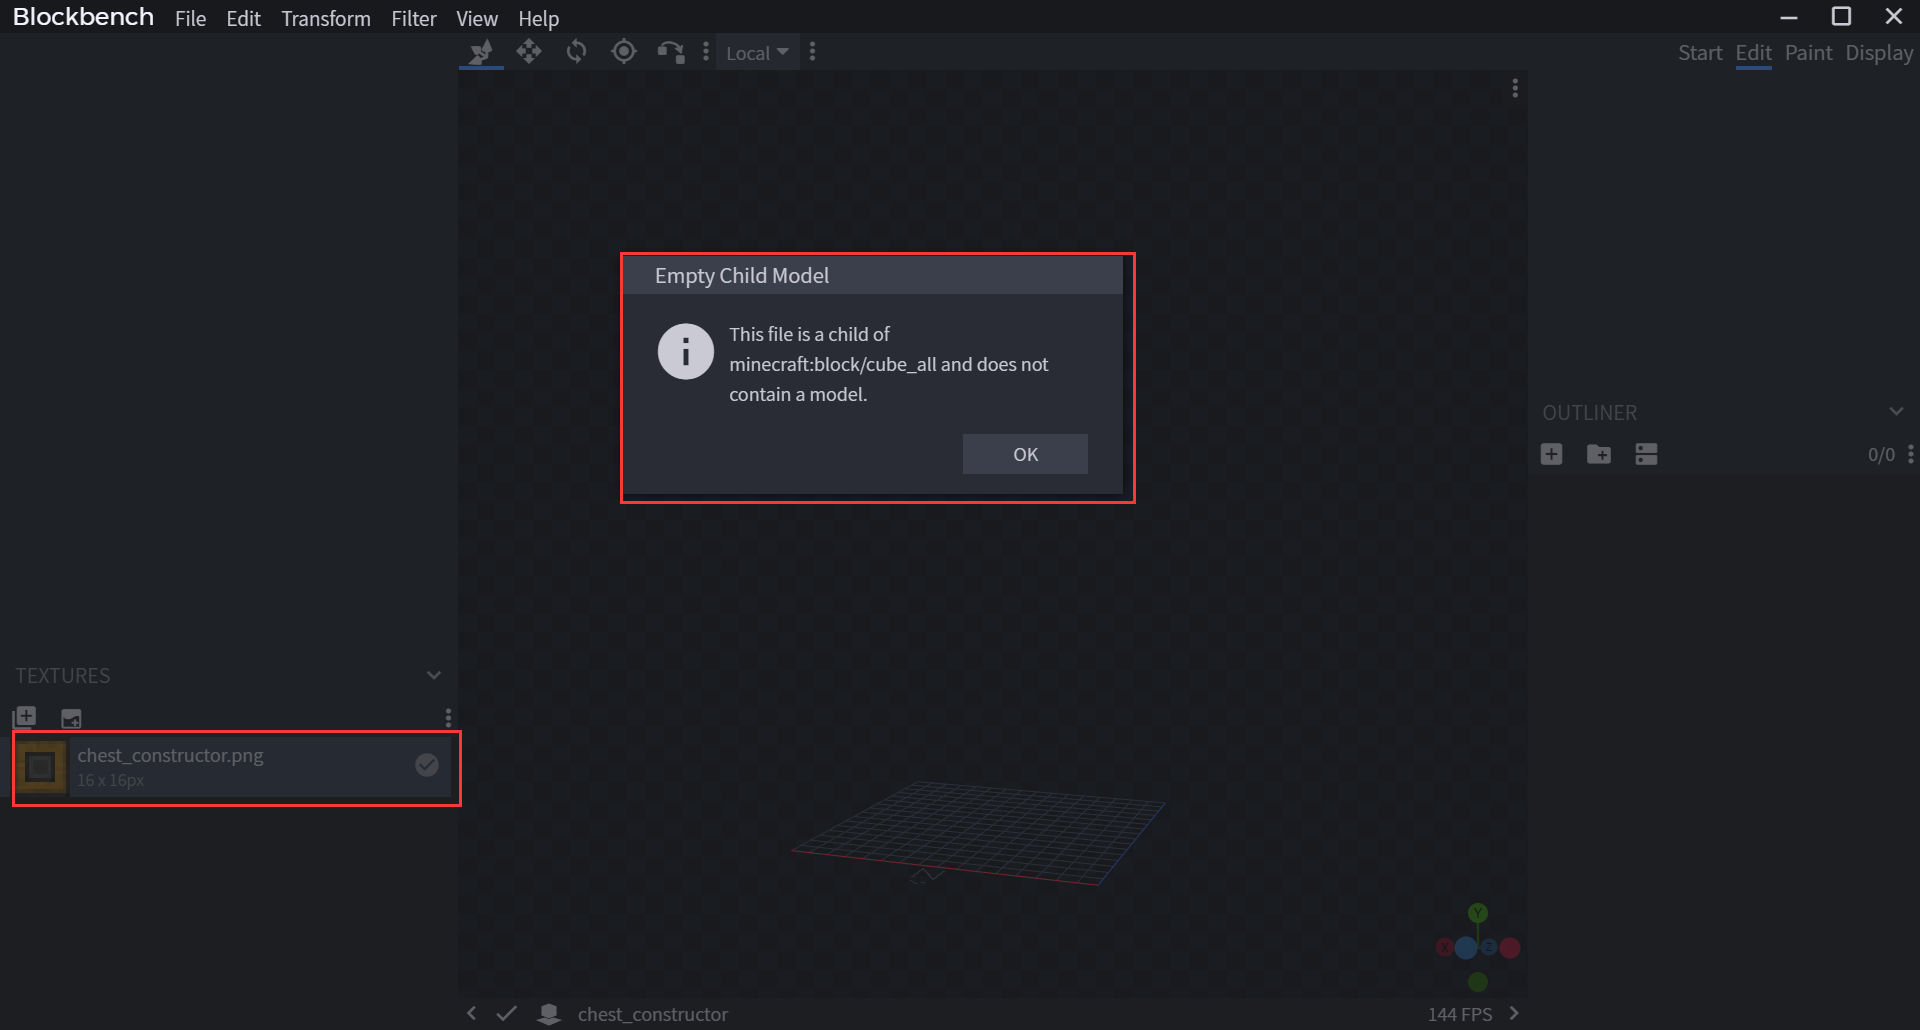 Blockbench File Edit Transform Filter View Help
Local
Start Edit Paint Display
Empty Child Model
This file is a child of
minecraft:block/cube_all and does not
contain a model.
OK
OUTLINER
0/0
TEXTURES
chest_constructor.png
16 x 16px
Y
X
Z
chest_constructor
144 FPS